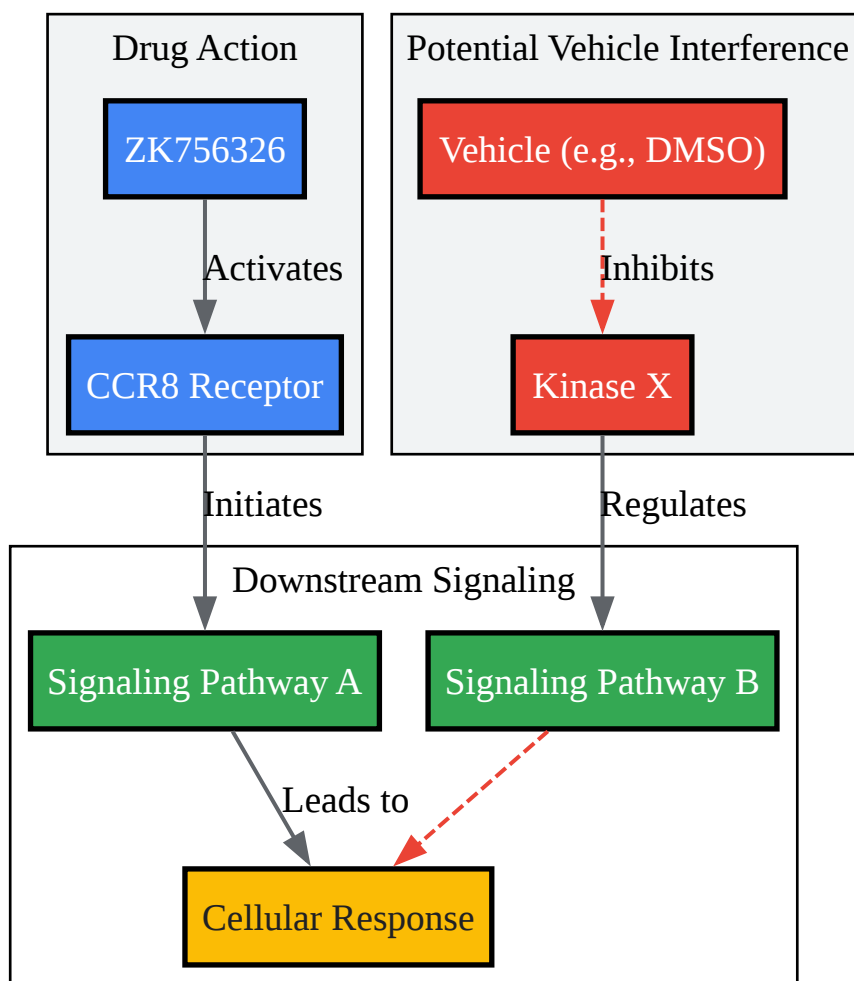 Drug Action
Potential Vehicle Interference
ZK756326
Vehicle (e.g., DMSO)
Activates
Inhibits
CCR8 Receptor
Kinase X
Initiates
Regulates
Downstream Signaling
Signaling Pathway A
Signaling Pathway B
Leads to
Cellular Response